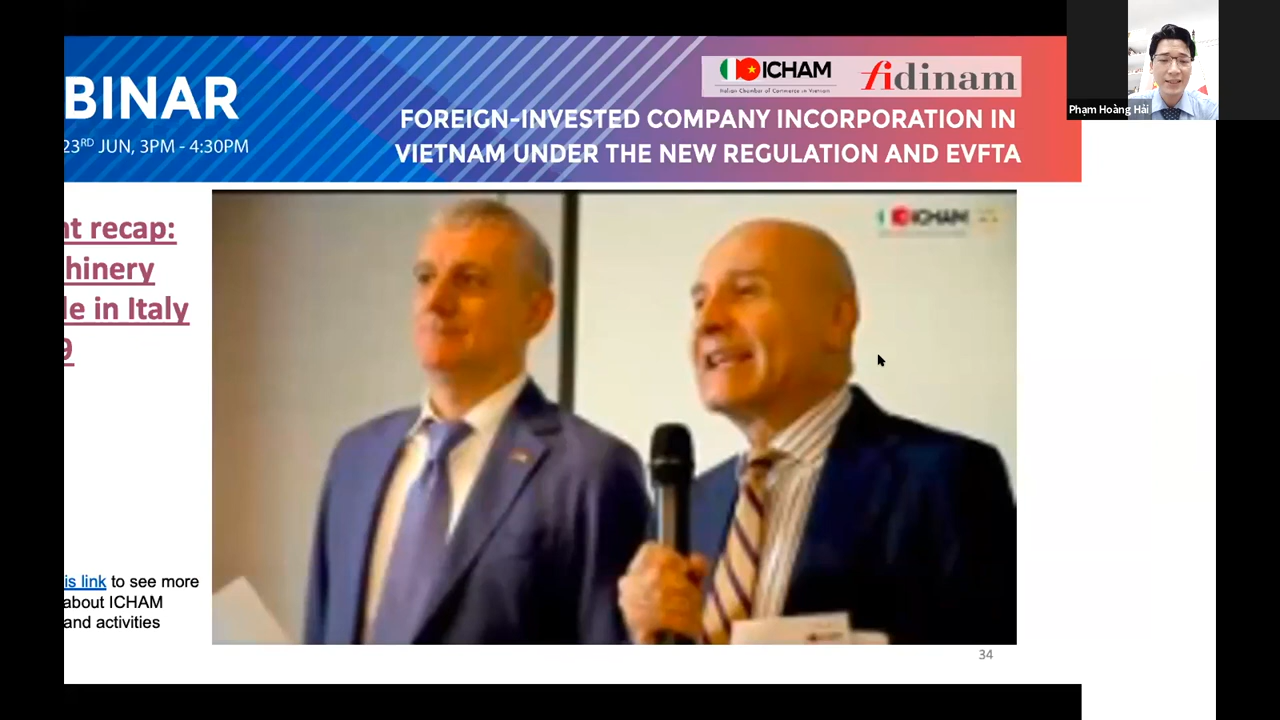 BINAR
23RD JUN, 3PM - 4:30PM
ICHAM
Italian Chamber of Commerce in Vietnam
fidinam
FOREIGN-INVESTED COMPANY INCORPORATION IN
VIETNAM UNDER THE NEW REGULATION AND EVFTA
Phạm Hoàng Hải
nt recap:
hinery
le in Italy
9
ICHAM
is link to see more
about ICHAM
and activities
34